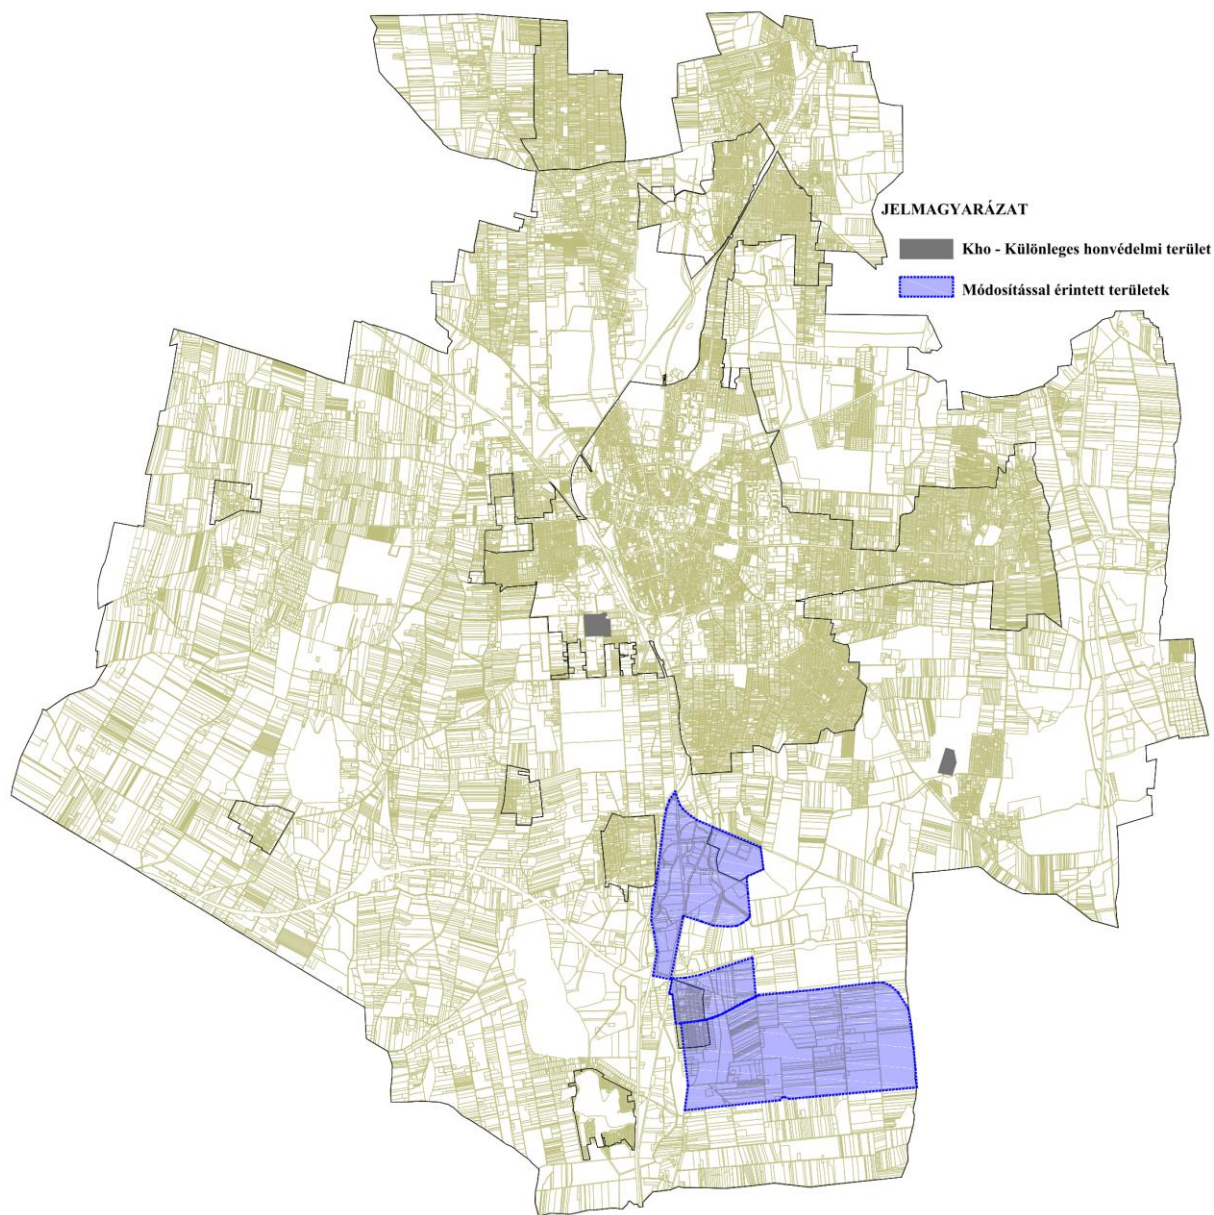 JELMAGYARÁZAT
Kho - Különleges honvédelmi terület
Módosítással érintett területek